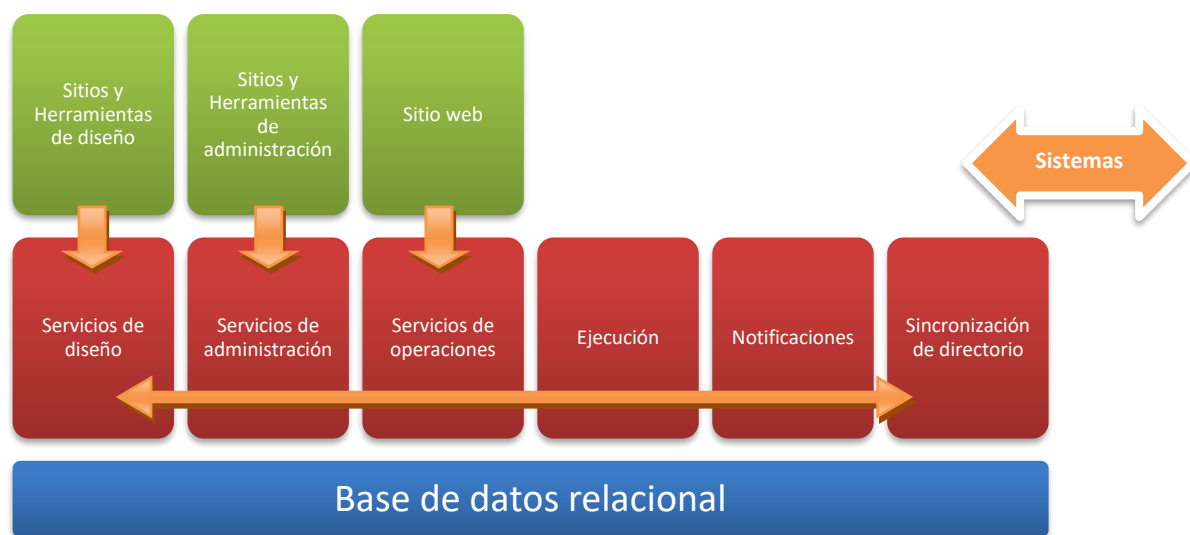 Sitios y
Herramientas
de diseño
Sitios y
Herramientas
de
administración
Sitio web
Sistemas
Servicios de
diseño
Servicios de
administración
Servicios de
operaciones
Ejecución
Notificaciones
Sincronización
de directorio
Base de datos relacional